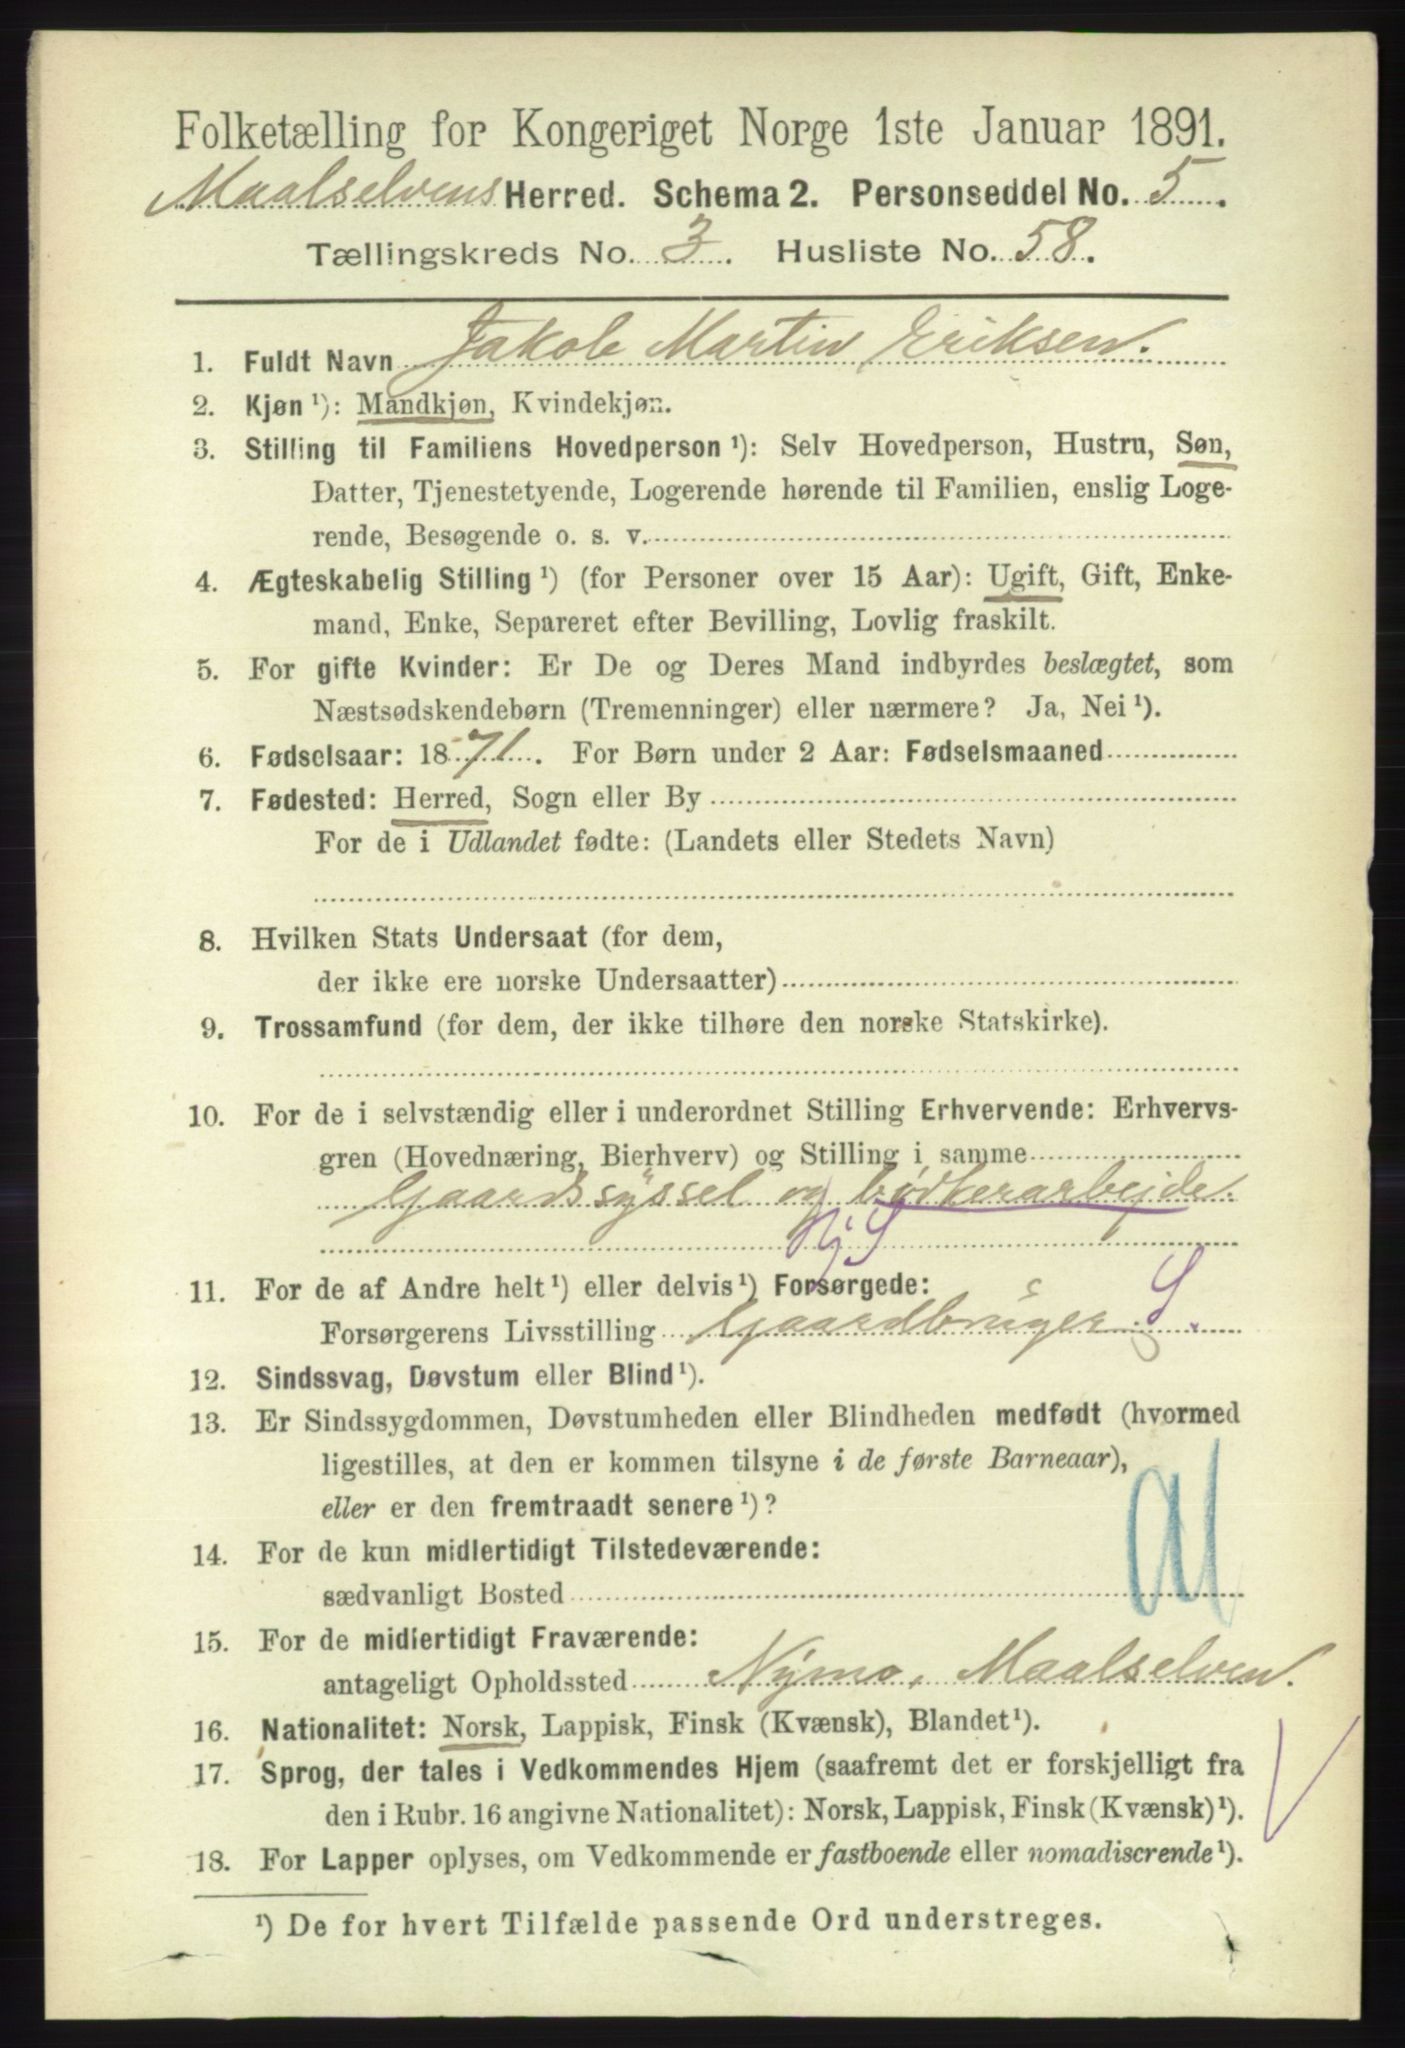 Folketælling for Kongeriget Norge 1ste Januar 1891.
Maalselvens Herred. Schema 2. Personseddel No. 5.
Tællingskreds No. 3. Husliste No. 58.
1. Fuldt Navn Jakob Martin Eriksen.
2. Kjøn ¹): Mandkjøn, Kvindekjøn.
3. Stilling til Familiens Hovedperson ¹): Selv Hovedperson, Hustru, Søn,
Datter, Tjenestetyende, Logerende hørende til Familien, enslig Loge-
rende, Besøgende o. s. v.
4. Ægteskabelig Stilling ¹) (for Personer over 15 Aar): Ugift, Gift, Enke-
mand, Enke, Separeret efter Bevilling, Lovlig fraskilt.
5. For gifte Kvinder: Er De og Deres Mand indbyrdes beslægtet, som
Næstsødskendebørn (Tremenninger) eller nærmere? Ja, Nei ¹).
6. Fødselsaar: 1871. For Børn under 2 Aar: Fødselsmaaned
7. Fødested: Herred, Sogn eller By
For de i Udlandet fødte: (Landets eller Stedets Navn)
8. Hvilken Stats Undersaat (for dem,
der ikke ere norske Undersaatter)
9. Trossamfund (for dem, der ikke tilhøre den norske Statskirke).
10. For de i selvstændig eller i underordnet Stilling Erhvervende: Erhvervs-
gren (Hovednæring, Bierhverv) og Stilling i samme
Gaardssyssel og bødkerarbejde.
11. For de af Andre helt ¹) eller delvis ¹) Forsørgede:
Forsørgerens Livsstilling Gaardbruger S.
12. Sindssvag, Døvstum eller Blind ¹).
13. Er Sindssygdommen, Døvstumheden eller Blindheden medfødt (hvormed
ligestilles, at den er kommen tilsyne i de første Barneaar),
eller er den fremtraadt senere ¹)?
14. For de kun midlertidigt Tilstedeværende:
sædvanligt Bosted
15. For de midlertidigt Fraværende:
antageligt Opholdssted Nymo, Maalselven.
16. Nationalitet: Norsk, Lappisk, Finsk (Kvænsk), Blandet ¹).
17. Sprog, der tales i Vedkommendes Hjem (saafremt det er forskjelligt fra
den i Rubr. 16 angivne Nationalitet): Norsk, Lappisk, Finsk (Kvænsk) ¹).
18. For Lapper oplyses, om Vedkommende er fastboende eller nomadiscrende ¹).
¹) De for hvert Tilfælde passende Ord understreges.